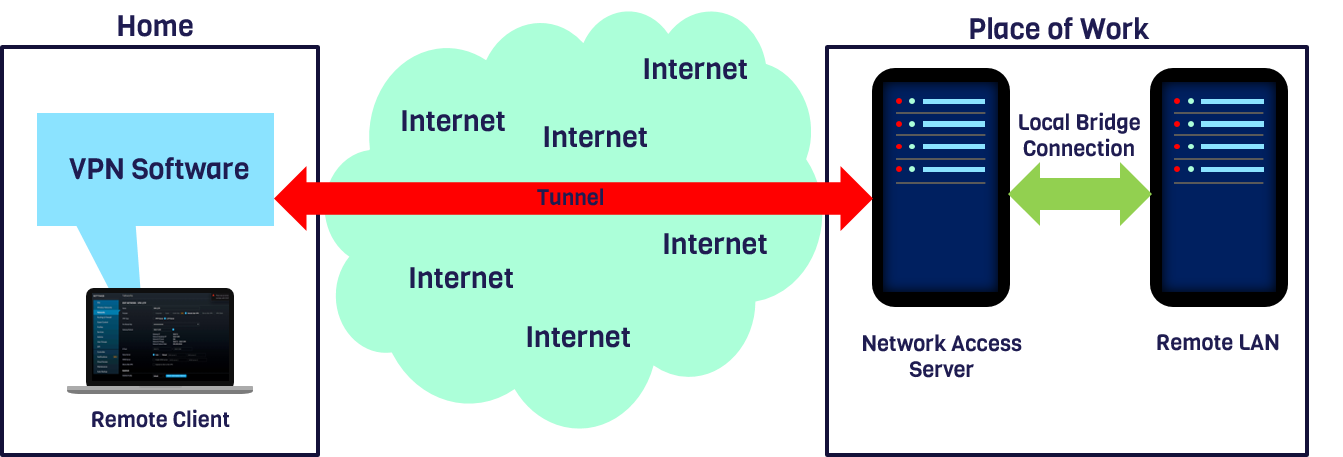 Home
Place of Work
VPN Software
Remote Client
Internet
Internet
Internet
Tunnel
Internet
Internet
Internet
Local Bridge
Connection
Network Access
Server
Remote LAN